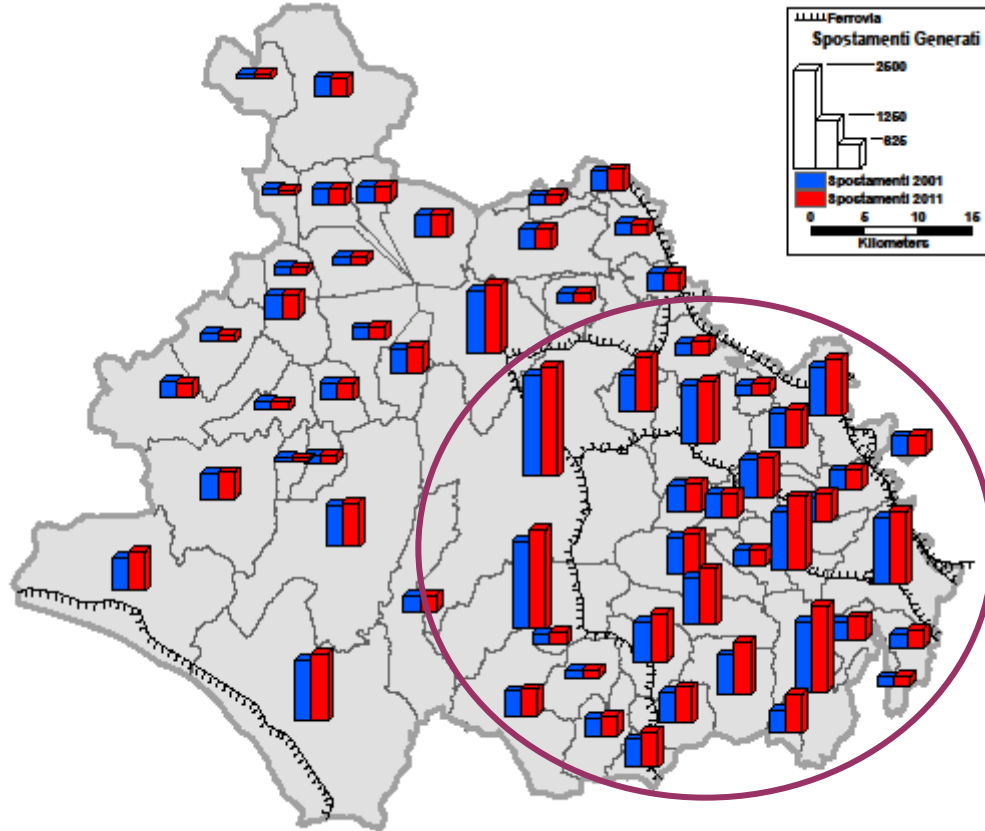 Ferrovia
Spostamenti Generati
2500
1250
625
Spostamenti 2001
Spostamenti 2011
0 5 10 15
Kilometers